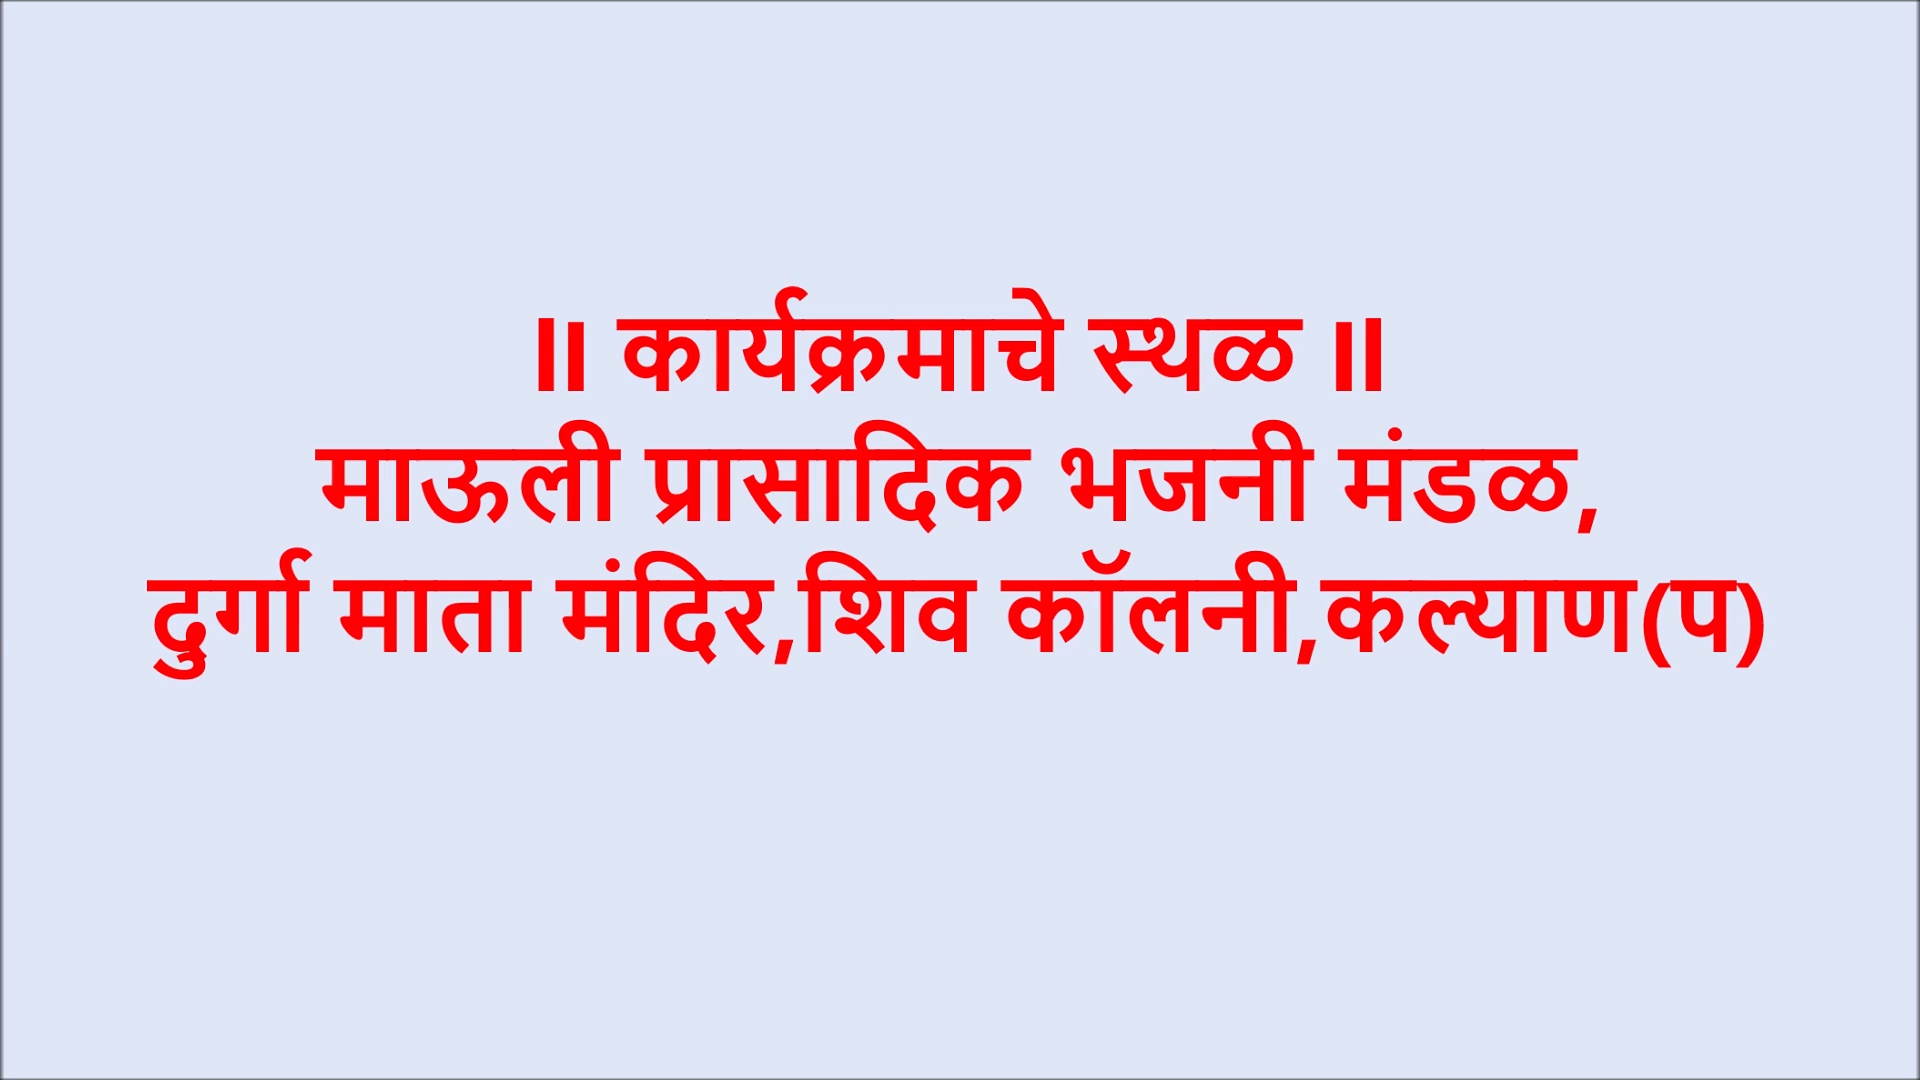 ॥ कार्यक्रमाचे स्थळ ॥
माऊली प्रासादिक भजनी मंडळ,
दुर्गा माता मंदिर,शिव कॉलनी,कल्याण(प)